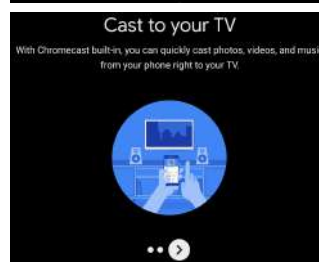 Cast to your TV
With Chromecast built-in, you can quickly cast photos, videos, and musi
from your phone right to your TV.